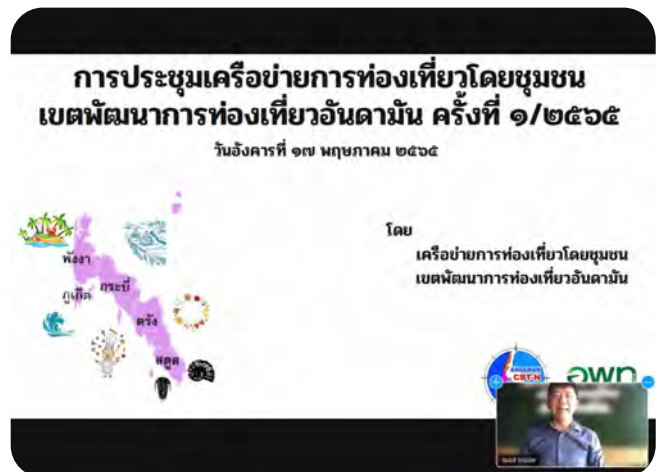 การประชุมเครือข่ายการท่องเที่ยวโดยชุมชน
เขตพัฒนาการท่องเที่ยวอันดามัน ครั้งที่ ๑/๒๕๖๕
วันอังคารที่ ๑๗ พฤษภาคม ๒๕๖๕
โดย
เครือข่ายการท่องเที่ยวโดยชุมชน
เขตพัฒนาการท่องเที่ยวอันดามัน
พังงา
ภูเก็ต กระบี่
ตรัง
สตูล
ANDAMAN
CBT-N
อพท